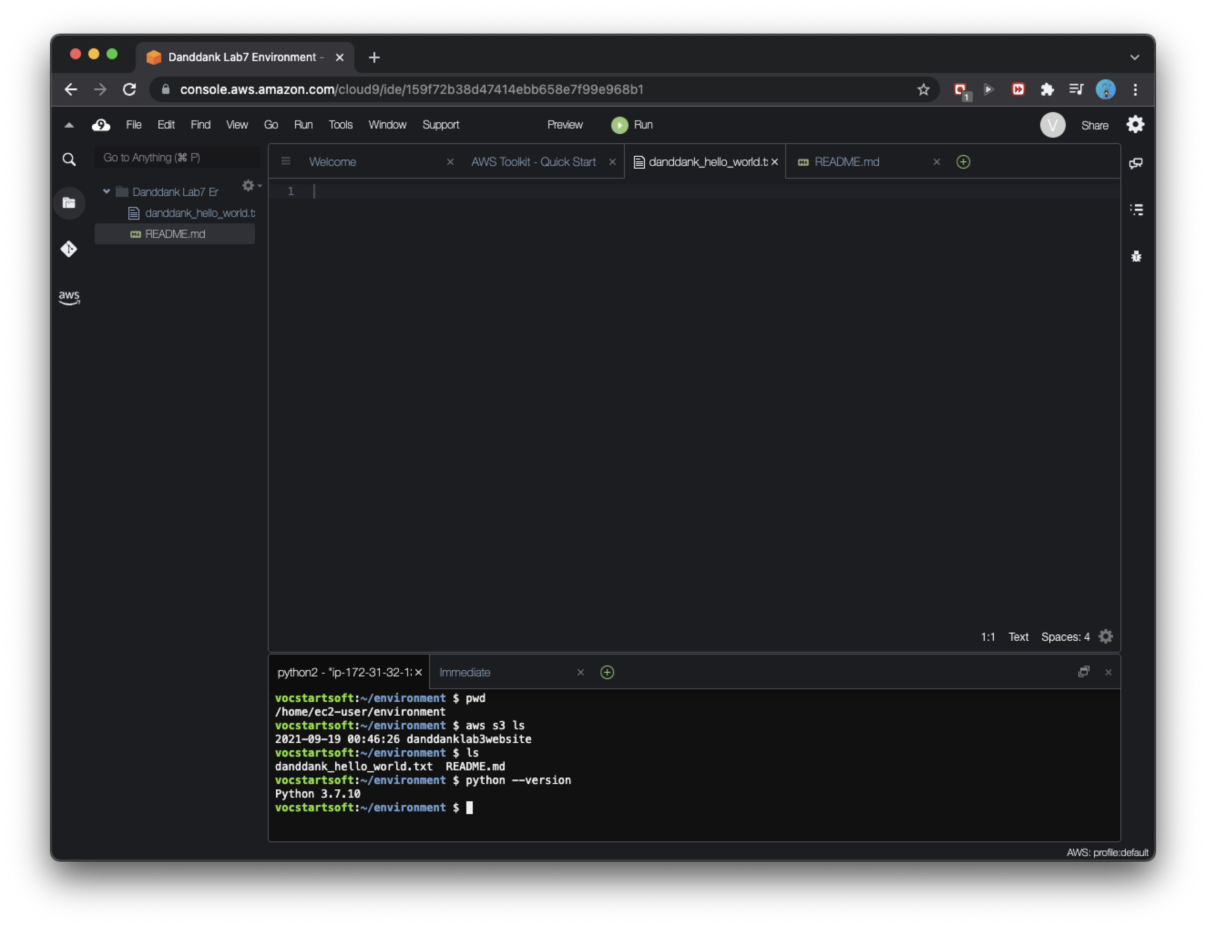 Danddank Lab7 Environment -
console.aws.amazon.com/cloud9/ide/159f72b38d47414ebb658e7f99e968b1
1
9 File Edit Find View Go Run Tools Window Support Preview Run V Share
Go to Anything (⌘ P)
Welcome AWS Toolkit - Quick Start danddank_hello_world.t README.md
Danddank Lab7 Er
danddank_hello_world.t
README.md
aws
1
1:1 Text Spaces: 4
python2 - "ip-172-31-32-1: Immediate
vocstartsoft:~/environment $ pwd
/home/ec2-user/environment
vocstartsoft:~/environment $ aws s3 ls
2021-09-19 00:46:26 danddanklab3website
vocstartsoft:~/environment $ ls
danddank_hello_world.txt README.md
vocstartsoft:~/environment $ python --version
Python 3.7.10
vocstartsoft:~/environment $
AWS: profile:default